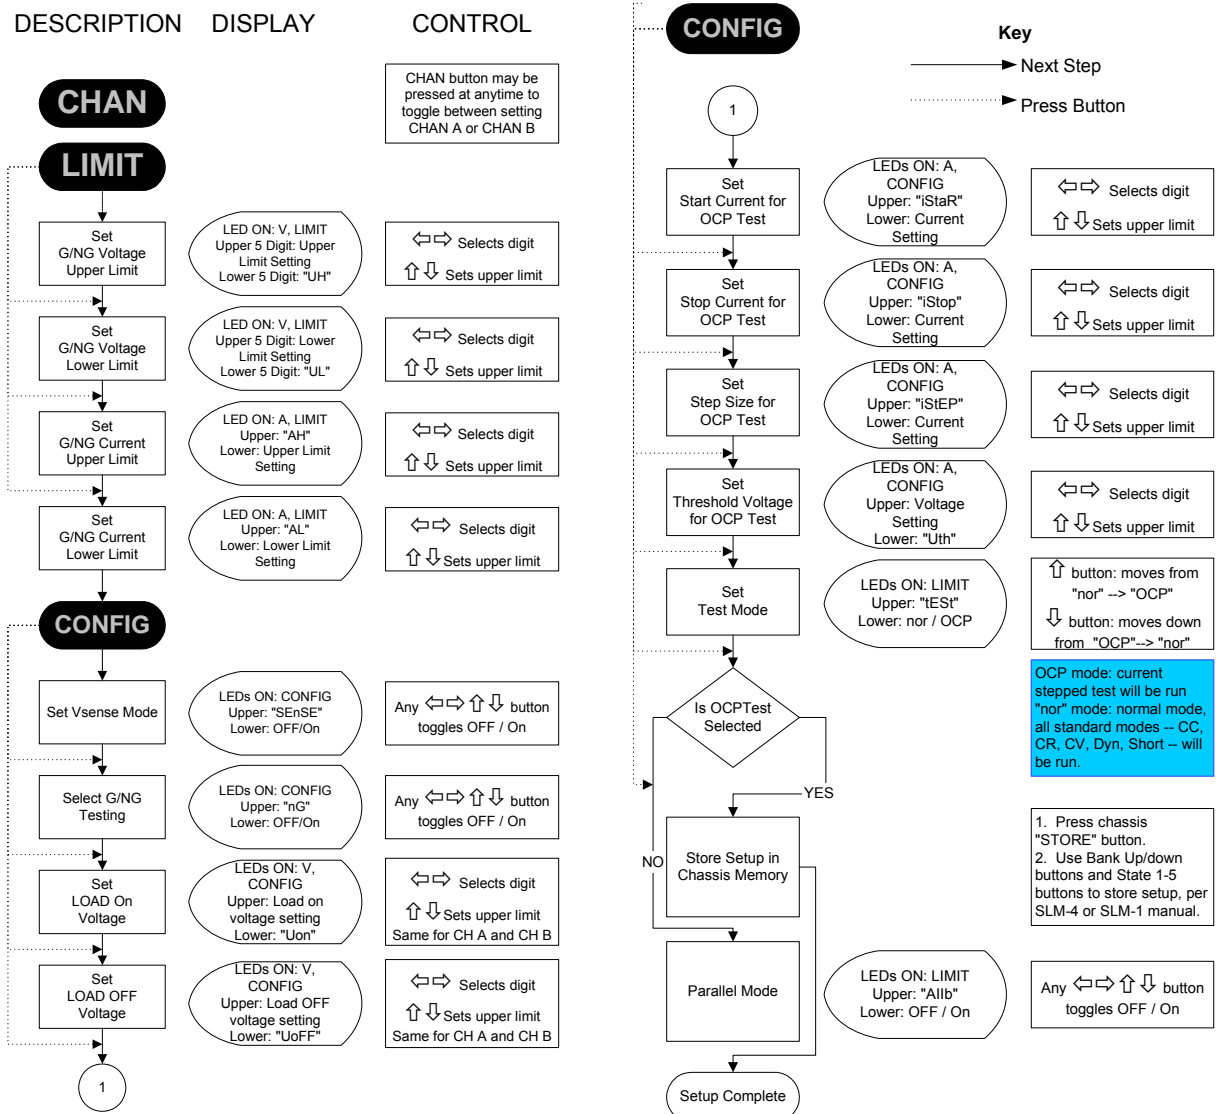 DESCRIPTION DISPLAY CONTROL
CHAN
CHAN button may be
pressed at anytime to
toggle between setting
CHAN A or CHAN B
LIMIT
Set
G/NG Voltage
Upper Limit
LED ON: V, LIMIT
Upper 5 Digit: Upper
Limit Setting
Lower 5 Digit: "UH"
⇦⇨ Selects digit
⇧⇩ Sets upper limit
Set
G/NG Voltage
Lower Limit
LED ON: V, LIMIT
Upper 5 Digit: Lower
Limit Setting
Lower 5 Digit: "UL"
⇦⇨ Selects digit
⇧⇩ Sets upper limit
Set
G/NG Current
Upper Limit
LED ON: A, LIMIT
Upper: "AH"
Lower: Upper Limit
Setting
⇦⇨ Selects digit
⇧⇩ Sets upper limit
Set
G/NG Current
Lower Limit
LED ON: A, LIMIT
Upper: "AL"
Lower: Lower Limit
Setting
⇦⇨ Selects digit
⇧⇩ Sets upper limit
CONFIG
Set Vsense Mode
LEDs ON: CONFIG
Upper: "SEnSE"
Lower: OFF/On
Any ⇦⇨⇧⇩ button
toggles OFF / On
Select G/NG
Testing
LEDs ON: CONFIG
Upper: "nG"
Lower: OFF/On
Any ⇦⇨⇧⇩ button
toggles OFF / On
Set
LOAD On
Voltage
LEDs ON: V,
CONFIG
Upper: Load on
voltage setting
Lower: "Uon"
⇦⇨ Selects digit
⇧⇩ Sets upper limit
Same for CH A and CH B
Set
LOAD OFF
Voltage
LEDs ON: V,
CONFIG
Upper: Load OFF
voltage setting
Lower: "UoFF"
⇦⇨ Selects digit
⇧⇩ Sets upper limit
Same for CH A and CH B
1
CONFIG
Key
Next Step
Press Button
1
Set
Start Current for
OCP Test
LEDs ON: A,
CONFIG
Upper: "iStaR"
Lower: Current
Setting
⇦⇨ Selects digit
⇧⇩ Sets upper limit
Set
Stop Current for
OCP Test
LEDs ON: A,
CONFIG
Upper: "iStop"
Lower: Current
Setting
⇦⇨ Selects digit
⇧⇩ Sets upper limit
Set
Step Size for
OCP Test
LEDs ON: A,
CONFIG
Upper: "iStEP"
Lower: Current
Setting
⇦⇨ Selects digit
⇧⇩ Sets upper limit
Set
Threshold Voltage
for OCP Test
LEDs ON: A,
CONFIG
Upper: Voltage
Setting
Lower: "Uth"
⇦⇨ Selects digit
⇧⇩ Sets upper limit
Set
Test Mode
LEDs ON: LIMIT
Upper: "tESt"
Lower: nor / OCP
⇧ button: moves from
"nor" --> "OCP"
⇩ button: moves down
from "OCP"--> "nor"
Is OCPTest
Selected
OCP mode: current
stepped test will be run
"nor" mode: normal mode,
all standard modes -- CC,
CR, CV, Dyn, Short -- will
be run.
YES
NO
Store Setup in
Chassis Memory
1. Press chassis
"STORE" button.
2. Use Bank Up/down
buttons and State 1-5
buttons to store setup, per
SLM-4 or SLM-1 manual.
Parallel Mode
LEDs ON: LIMIT
Upper: "AIIb"
Lower: OFF / On
Any ⇦⇨⇧⇩ button
toggles OFF / On
Setup Complete